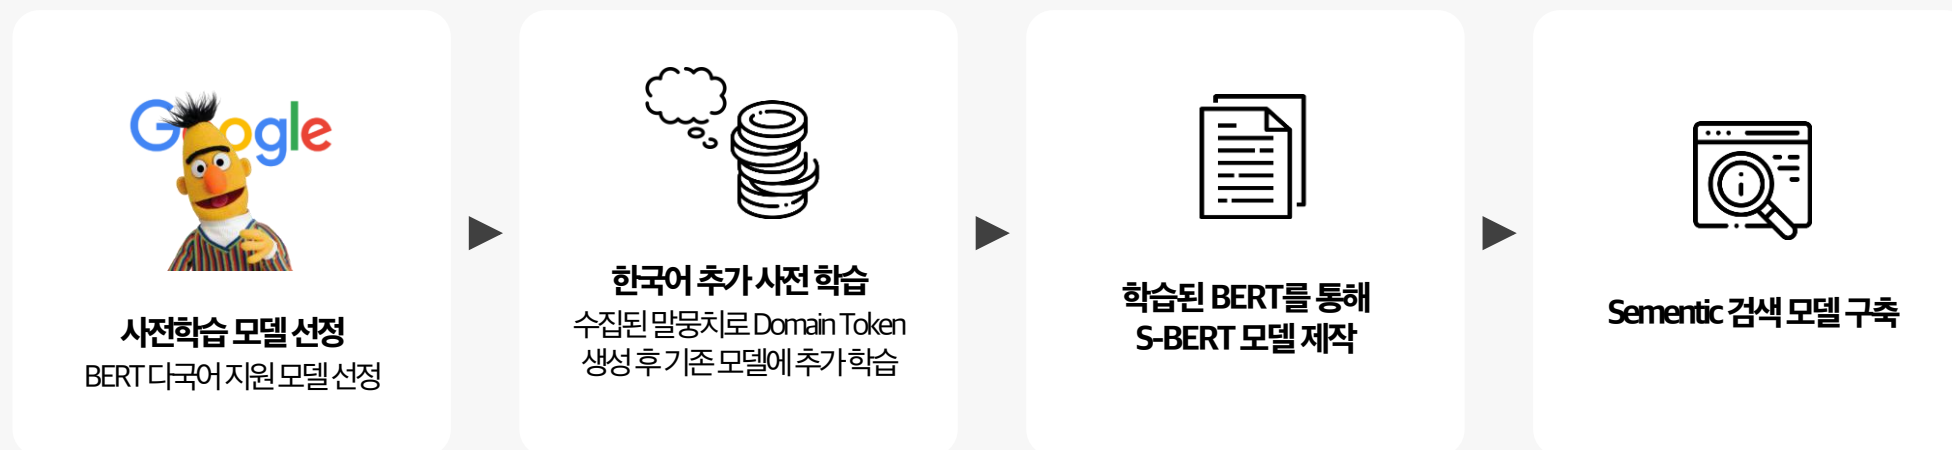 Google
사전학습 모델 선정
BERT 다국어 지원 모델 선정
한국어 추가 사전 학습
수집된 말뭉치로 Domain Token
생성 후 기존 모델에 추가 학습
학습된 BERT를 통해
S-BERT 모델 제작
Sementic 검색 모델 구축